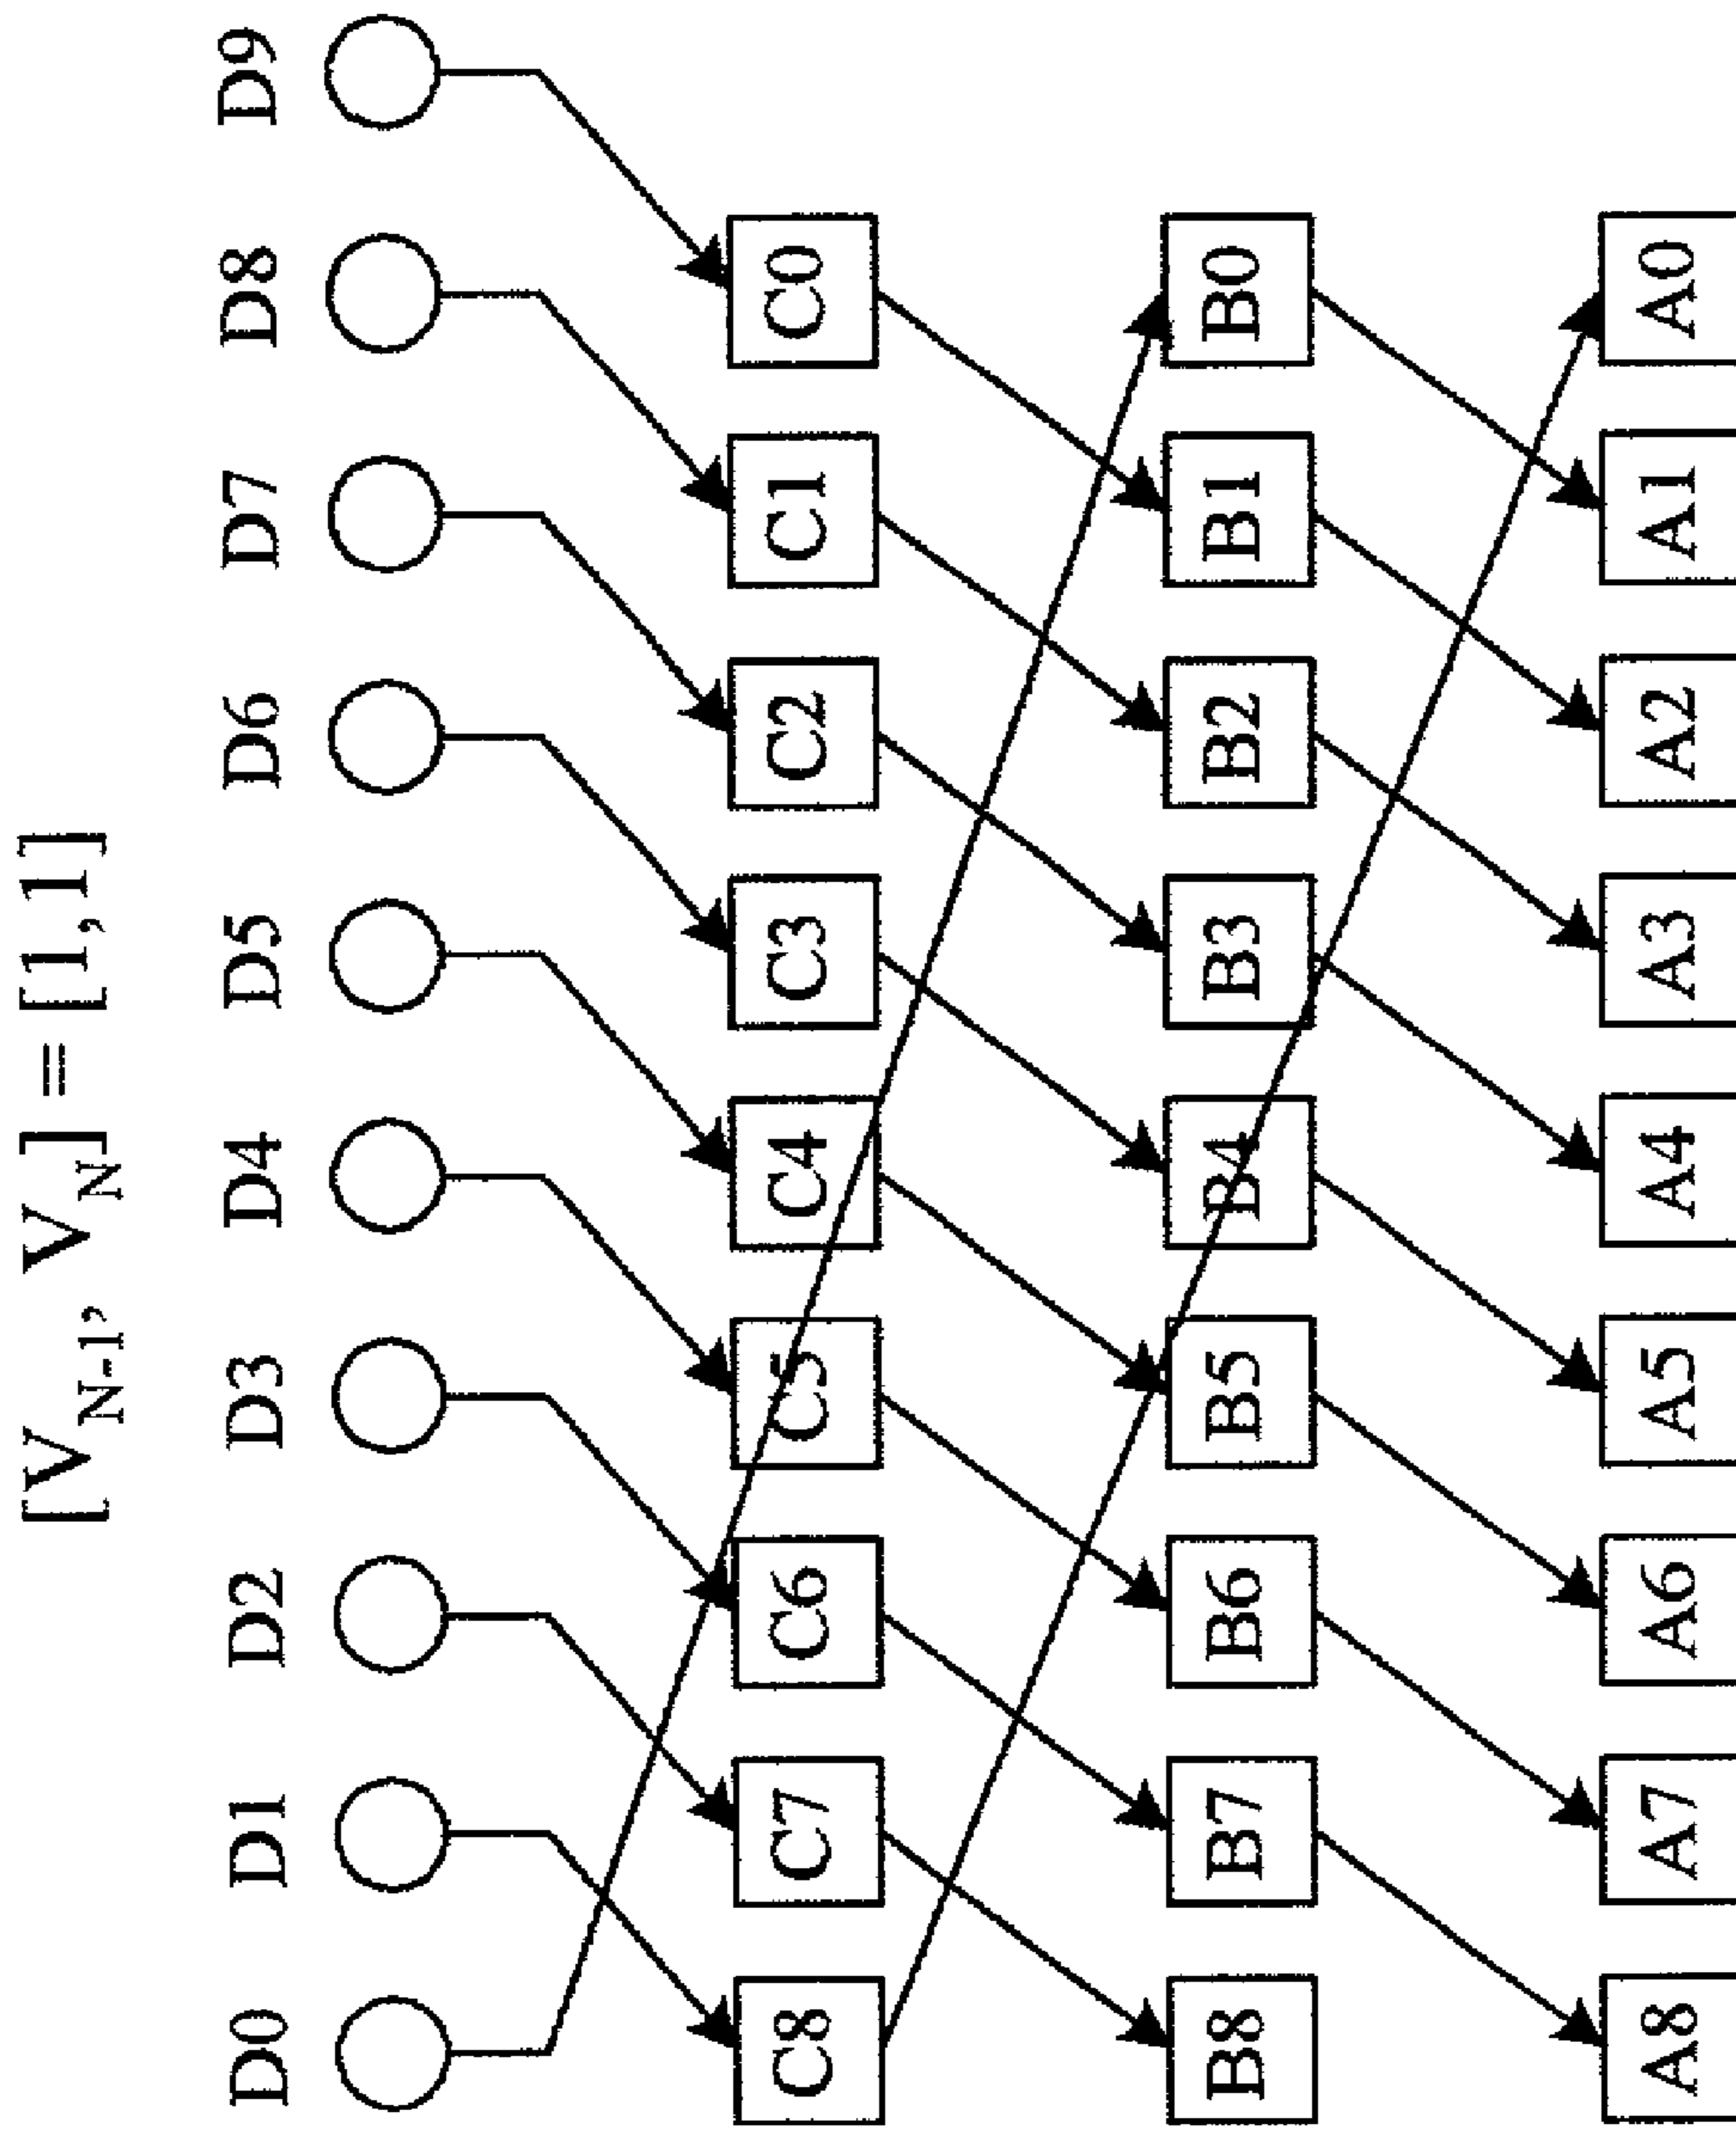 [V_{N-1}, V_N] = [1,1]
D0 D1 D2 D3 D4 D5 D6 D7 D8 D9
C8 C7 C6 C5 C4 C3 C2 C1 C0
B8 B7 B6 B5 B4 B3 B2 B1 B0
A8 A7 A6 A5 A4 A3 A2 A1 A0